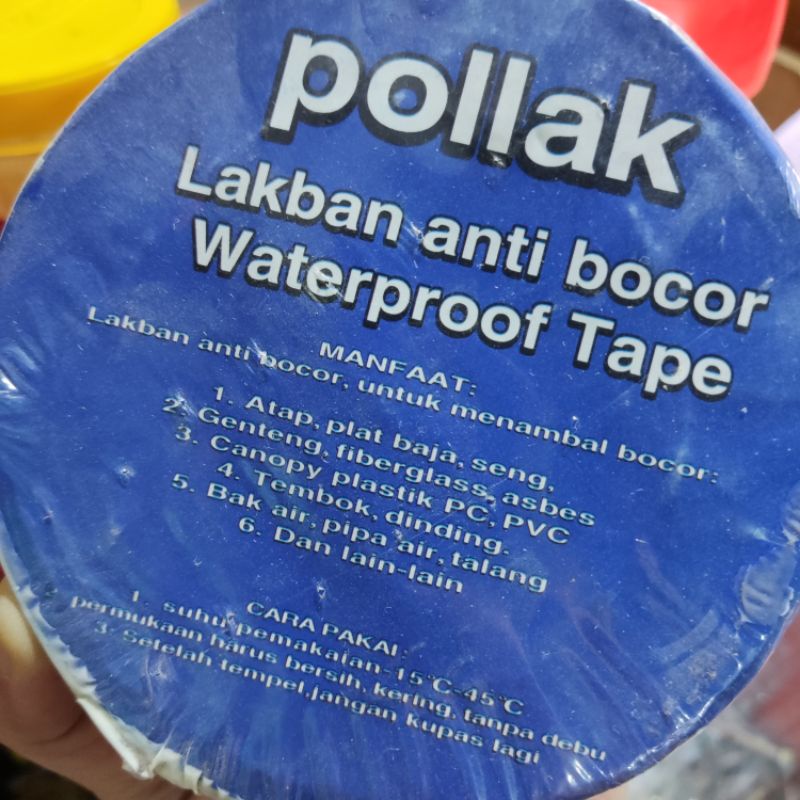 pollak
Lakban anti bocor
Waterproof Tape
MANFAAT:
Lakban anti bocor, untuk menambal bocor:
1. Atap, plat baja, seng,
2. Genteng, fiberglass, asbes
3. Canopy plastik PC, PVC
4. Tembok, dinding.
5. Bak air, pipa air, talang
6. Dan lain-lain
CARA PAKAI:
1. suhu pemakaian-15°C-45°C
permukaan harus bersih, kering, tanpa debu
3. Setelah tempel,jangan kupas lagi